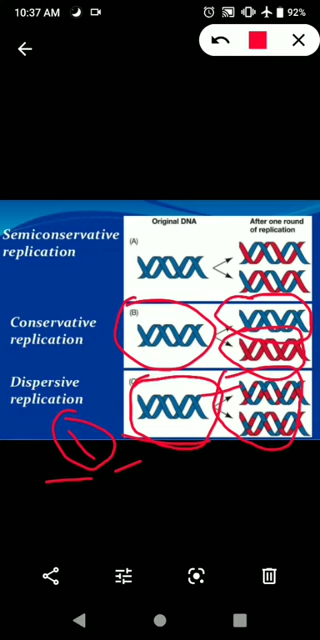 10:37 AM
92%
Original DNA
After one round
of replication
Semiconservative
replication
(A)
Conservative
replication
(B)
Dispersive
replication